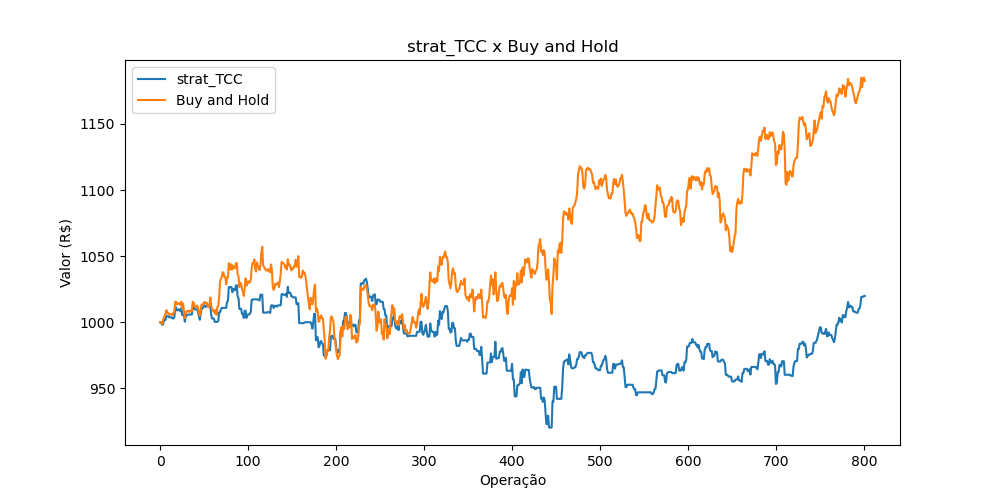 strat_TCC x Buy and Hold
strat_TCC
Buy and Hold
Valor (R$)
1150
1100
1050
1000
950
0 100 200 300 400 500 600 700 800
Operação